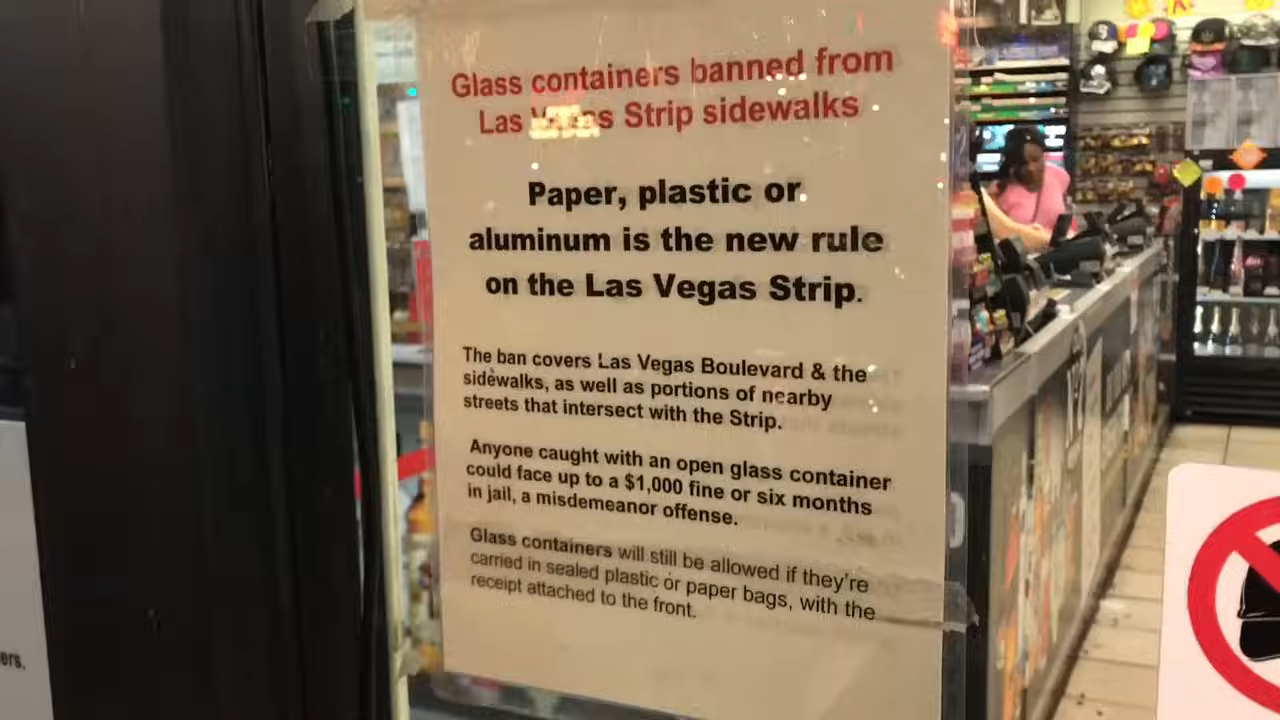 Glass containers banned from
Las Vegas Strip sidewalks
Paper, plastic or
aluminum is the new rule
on the Las Vegas Strip.
The ban covers Las Vegas Boulevard & the
sidewalks, as well as portions of nearby
streets that intersect with the Strip.
Anyone caught with an open glass container
could face up to a $1,000 fine or six months
in jail, a misdemeanor offense.
Glass containers will still be allowed if they're
carried in sealed plastic or paper bags, with the
receipt attached to the front.
ers.